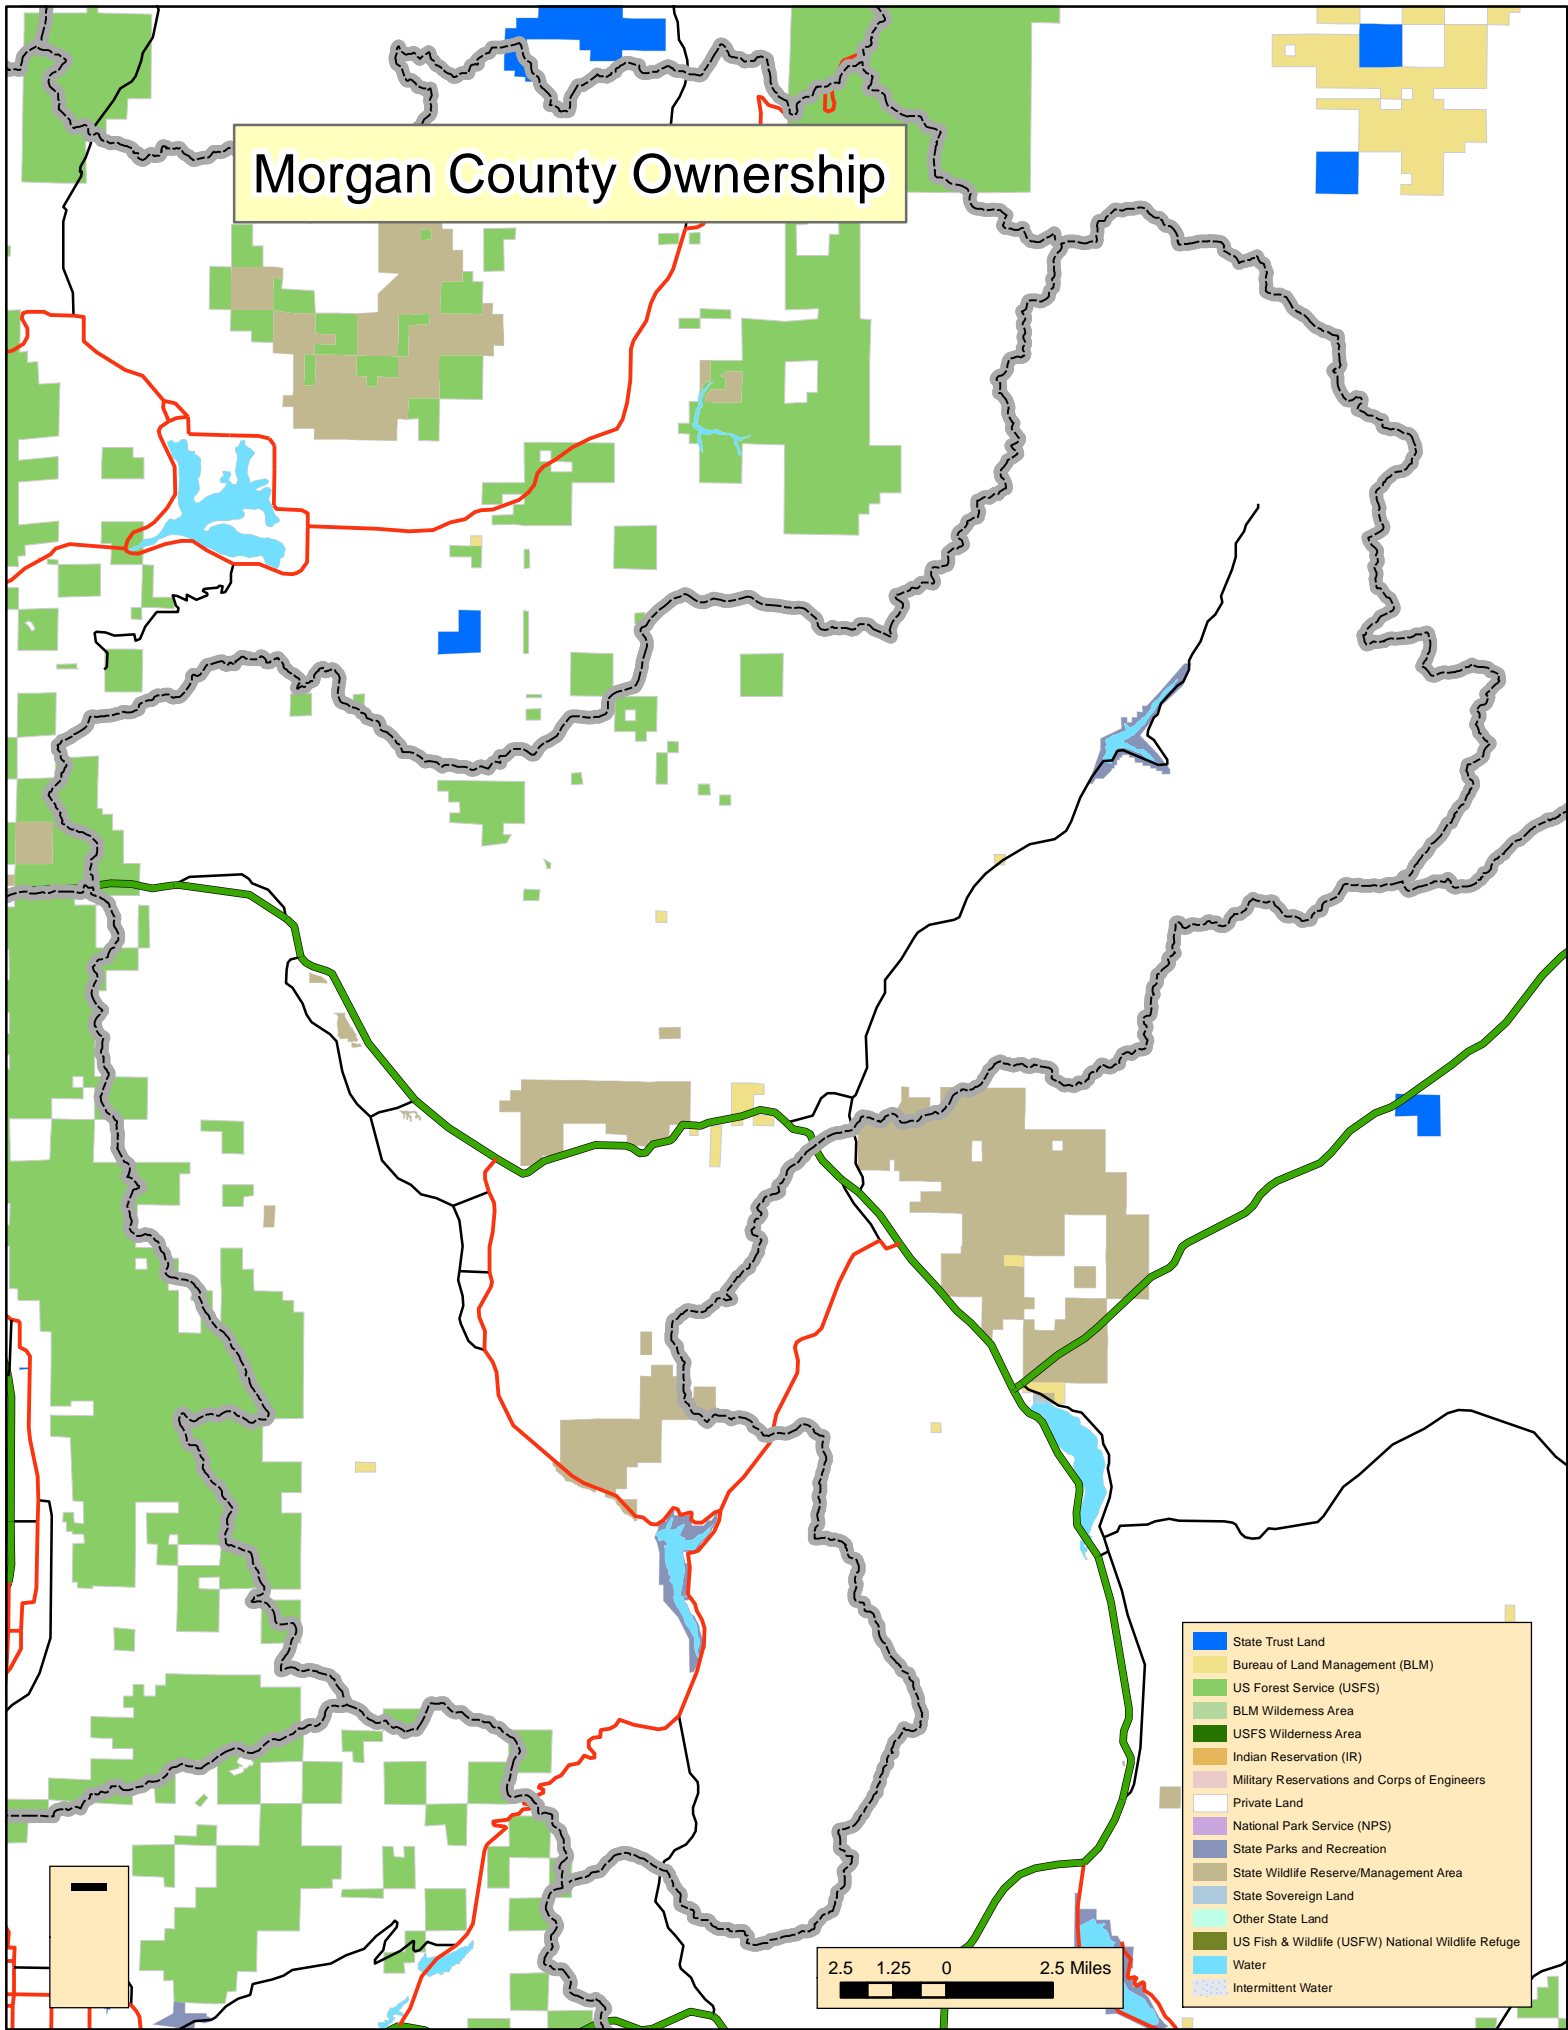 Morgan County Ownership
State Trust Land
Bureau of Land Management (BLM)
US Forest Service (USFS)
BLM Wilderness Area
USFS Wilderness Area
Indian Reservation (IR)
Military Reservations and Corps of Engineers
Private Land
National Park Service (NPS)
State Parks and Recreation
State Wildlife Reserve/Management Area
State Sovereign Land
Other State Land
US Fish & Wildlife (USFW) National Wildlife Refuge
Water
Intermittent Water
2.5 1.25 0 2.5 Miles